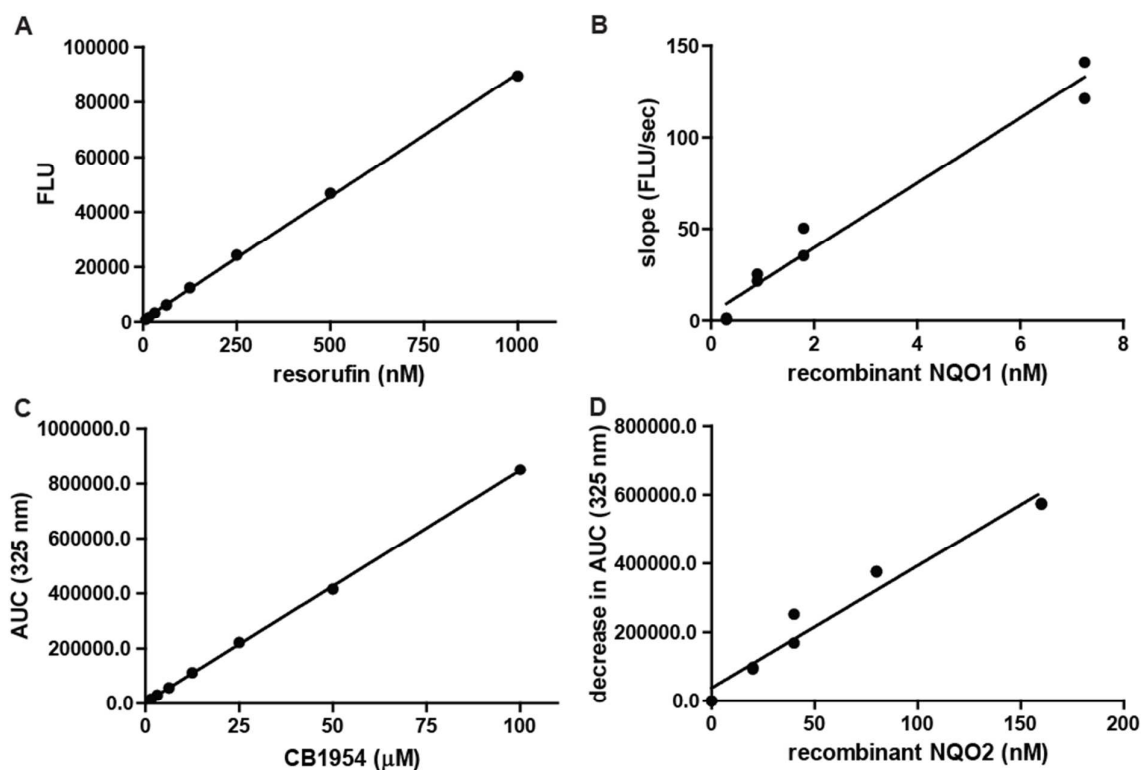 A
FLU
100000
80000
60000
40000
20000
0
0 250 500 750 1000
resorufin (nM)
B
slope (FLU/sec)
150
100
50
0
0 2 4 6 8
recombinant NQO1 (nM)
C
AUC (325 nm)
1000000.0
800000.0
600000.0
400000.0
200000.0
0.0
0 25 50 75 100
CB1954 (μM)
D
decrease in AUC (325 nm)
800000.0
600000.0
400000.0
200000.0
0.0
0 50 100 150 200
recombinant NQO2 (nM)